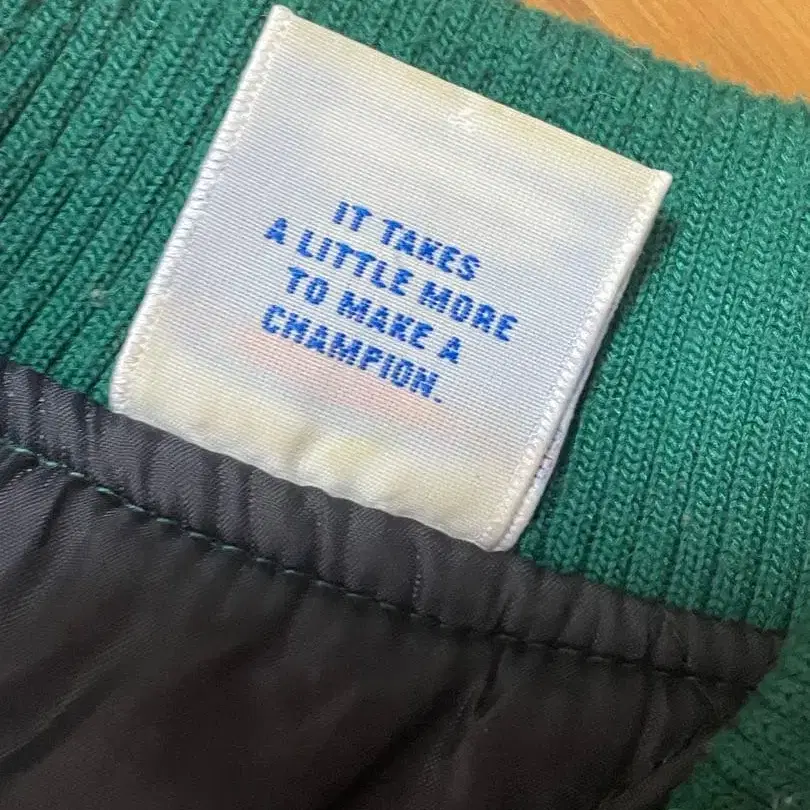 IT TAKES
A LITTLE MORE
TO MAKE A
CHAMPION.